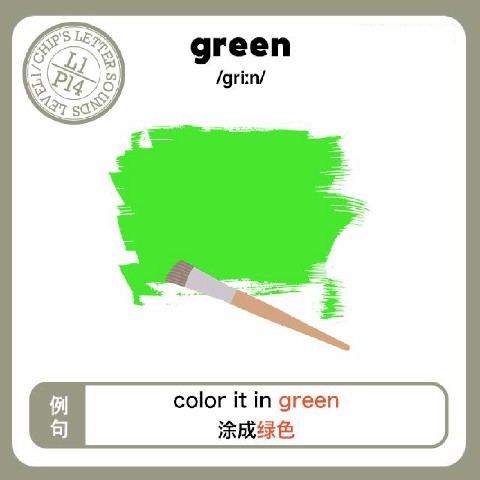 CHIP'S LETTER SOUNDS LEVEL1/
L1
P14
green
/griːn/
例句
color it in green
涂成绿色